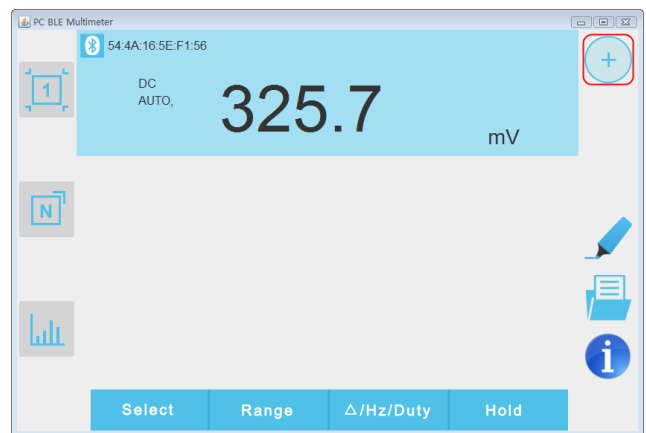 PC BLE Multimeter
54:4A:16:5E:F1:56
DC
AUTO,
325.7
mV
1
N
Select Range △/Hz/Duty Hold